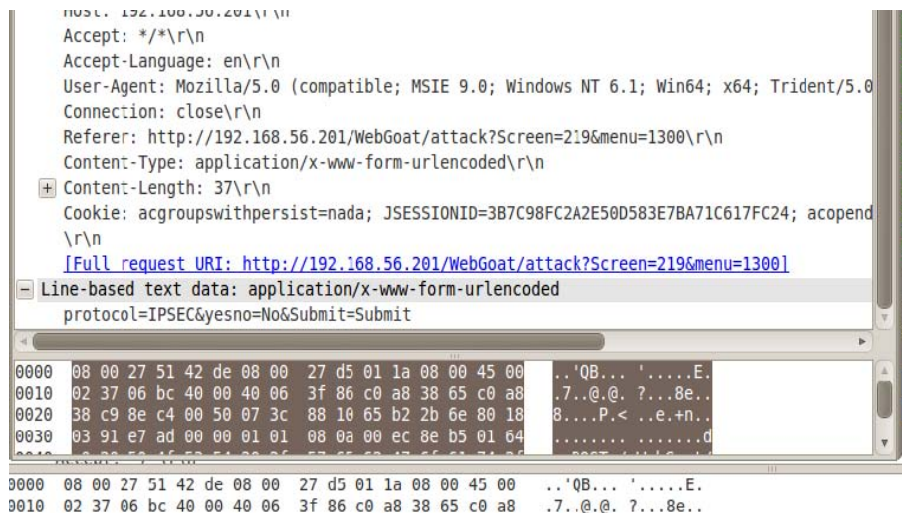 Host: 192.168.56.201\r\n
Accept: */*\r\n
Accept-Language: en\r\n
User-Agent: Mozilla/5.0 (compatible; MSIE 9.0; Windows NT 6.1; Win64; x64; Trident/5.0
Connection: close\r\n
Referer: http://192.168.56.201/WebGoat/attack?Screen=219&menu=1300\r\n
Content-Type: application/x-www-form-urlencoded\r\n
Content-Length: 37\r\n
Cookie: acgroupswithpersist=nada; JSESSIONID=3B7C98FC2A2E50D583E7BA71C617FC24; acopend
\r\n
[Full request URI: http://192.168.56.201/WebGoat/attack?Screen=219&menu=1300]
Line-based text data: application/x-www-form-urlencoded
protocol=IPSEC&yesno=No&Submit=Submit
0000 08 00 27 51 42 de 08 00 27 d5 01 1a 08 00 45 00 ..'QB... '.....E.
0010 02 37 06 bc 40 00 40 06 3f 86 c0 a8 38 65 c0 a8 .7..@.@. ?...8e..
0020 38 c9 8e c4 00 50 07 3c 88 10 65 b2 2b 6e 80 18 8....P.< ..e.+n..
0030 03 91 e7 ad 00 00 01 01 08 0a 00 ec 8e b5 01 64 ........ .......d
0000 08 00 27 51 42 de 08 00 27 d5 01 1a 08 00 45 00 ..'QB... '.....E.
0010 02 37 06 bc 40 00 40 06 3f 86 c0 a8 38 65 c0 a8 .7..@.@. ?...8e..